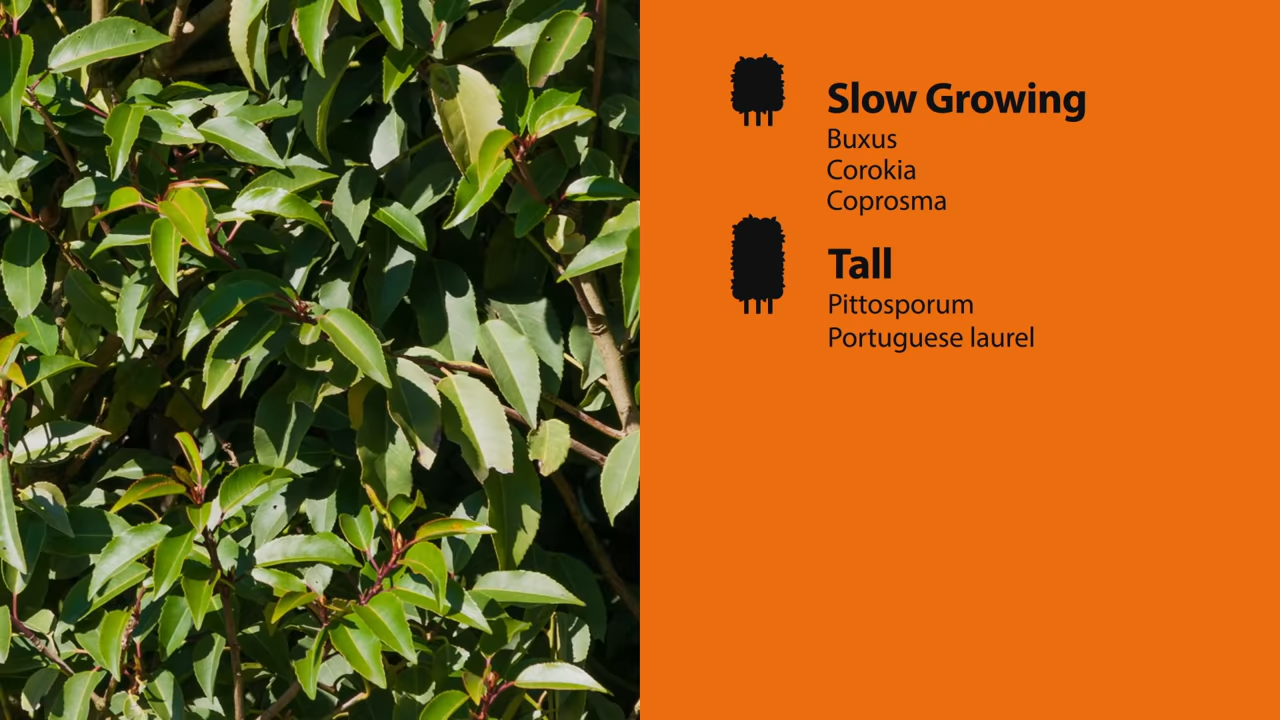 Slow Growing
Buxus
Corokia
Coprosma
Tall
Pittosporum
Portuguese laurel